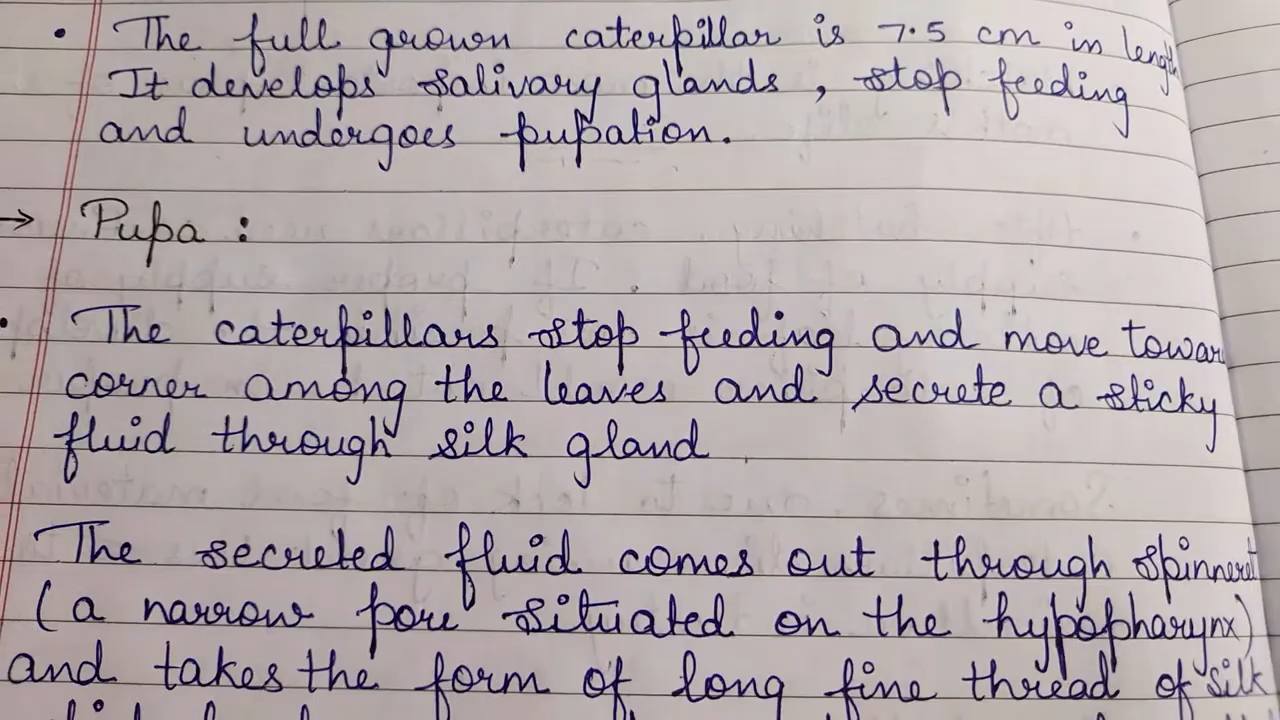 • The full grown caterpillar is 7.5 cm in length
It develops salivary glands, stop feeding
and undergoes pupation.
→ Pupa :
• The caterpillars stop feeding and move towar
corner among the leaves and secrete a sticky
fluid through silk gland
The secreted fluid comes out through spinneret
(a narrow pore situated on the hypopharynx)
and takes the form of long fine thread of silk